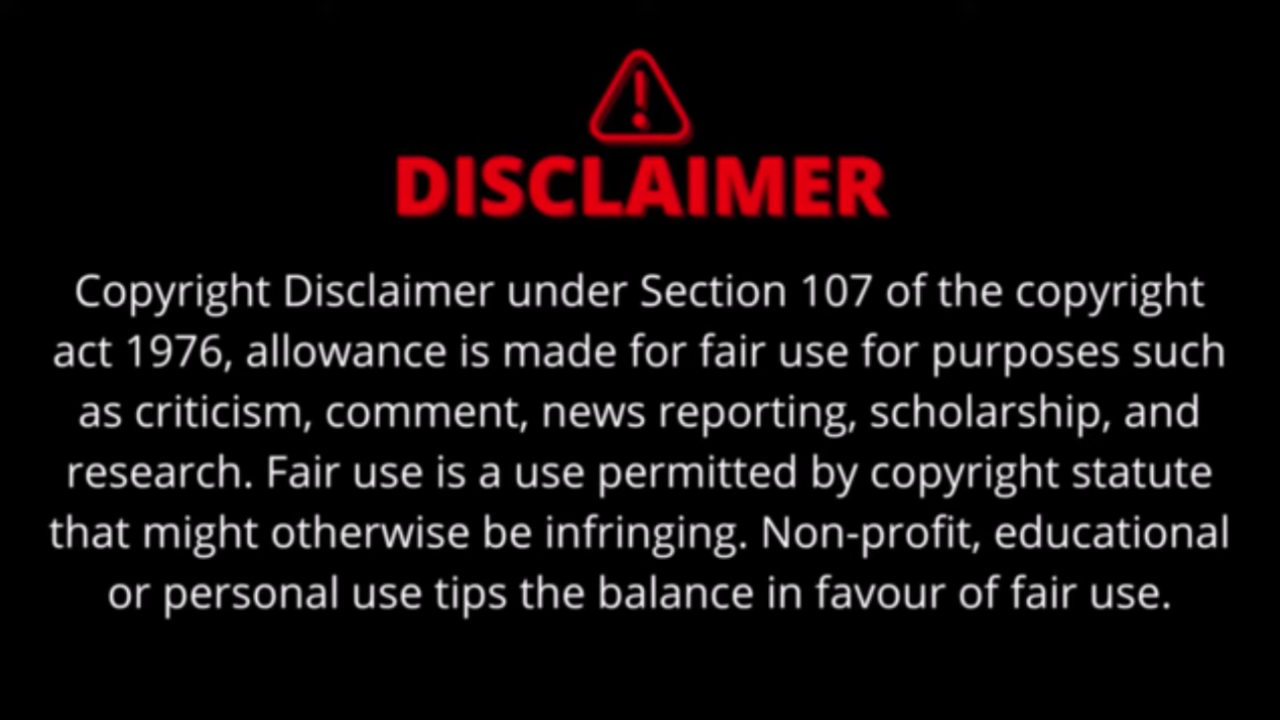 DISCLAIMER
Copyright Disclaimer under Section 107 of the copyright
act 1976, allowance is made for fair use for purposes such
as criticism, comment, news reporting, scholarship, and
research. Fair use is a use permitted by copyright statute
that might otherwise be infringing. Non-profit, educational
or personal use tips the balance in favour of fair use.